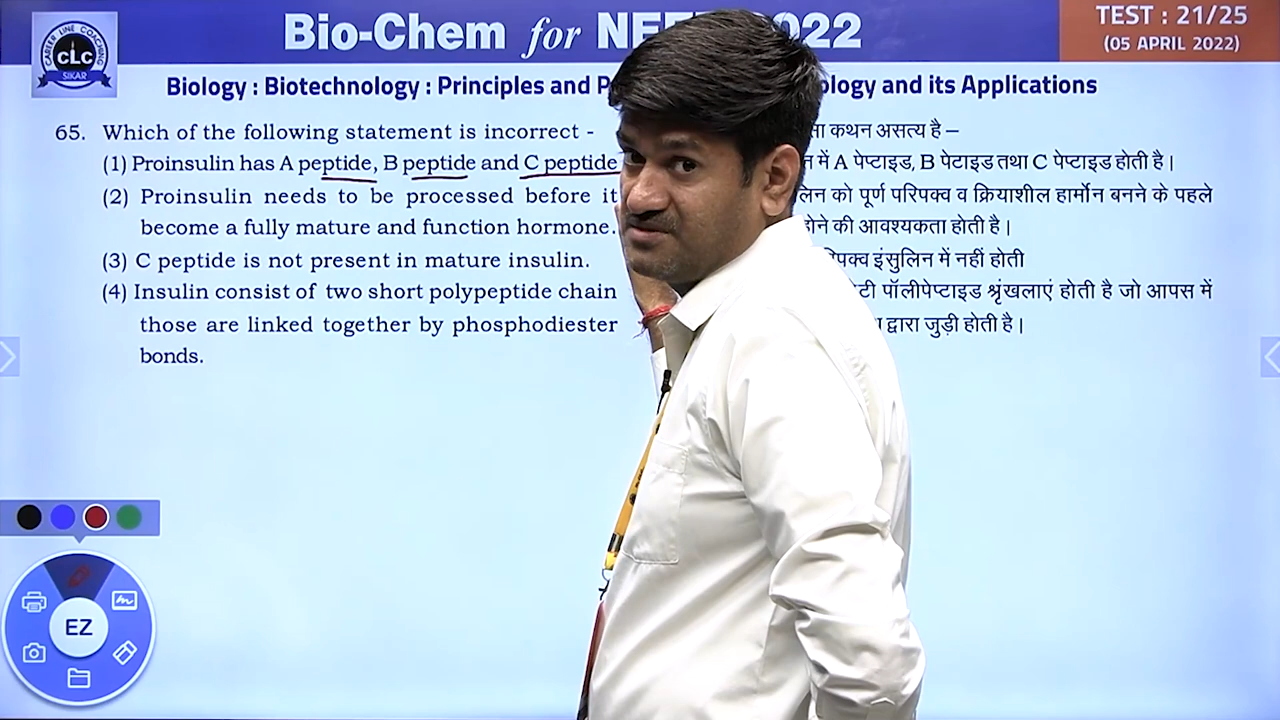 Bio-Chem for NEET 2022
TEST : 21/25
(05 APRIL 2022)
CAREER LINE COACHING
CLC
SIKAR
Biology : Biotechnology : Principles and ology and its Applications
65. Which of the following statement is incorrect -
(1) Proinsulin has A peptide, B peptide and C peptide
(2) Proinsulin needs to be processed before it
become a fully mature and function hormone.
(3) C peptide is not present in mature insulin.
(4) Insulin consist of two short polypeptide chain
those are linked together by phosphodiester
bonds.
कथन असत्य है –
में A पेप्टाइड, B पेटाइड तथा C पेप्टाइड होती है।
लिन को पूर्ण परिपक्व व क्रियाशील हार्मोन बनने के पहले
होने की आवश्यकता होती है।
रिपक्व इंसुलिन में नहीं होती
पॉलीपेप्टाइड श्रृंखलाएं होती है जो आपस में
द्वारा जुड़ी होती है।
EZ